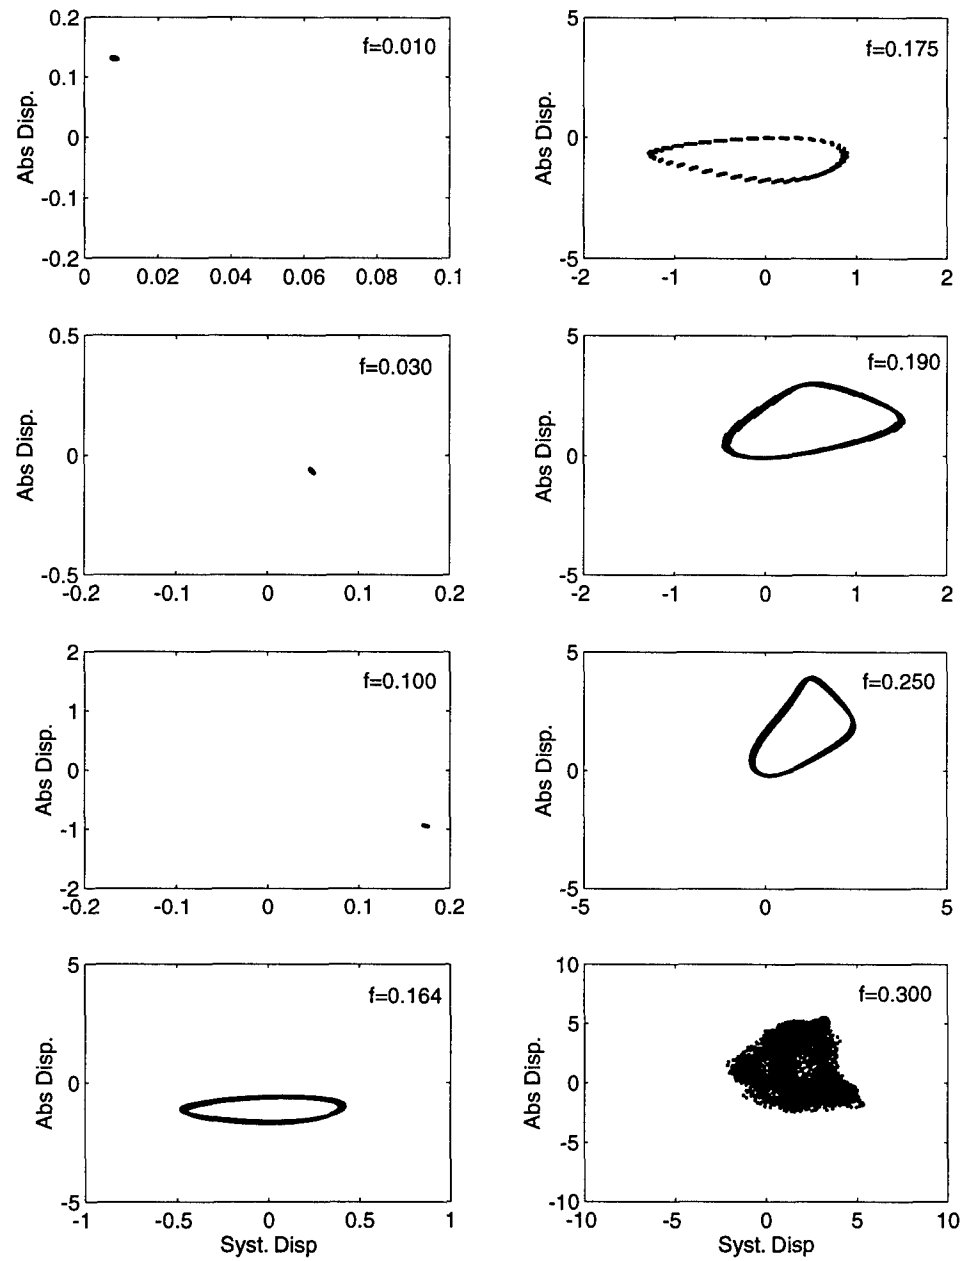 f=0.010
Abs Disp.
0.2
0.1
0
-0.1
-0.2
0 0.02 0.04 0.06 0.08 0.1
f=0.175
Abs Disp.
5
0
-5
-1 0 1 2
f=0.030
Abs Disp.
0.5
0
-0.5
-0.2 -0.1 0 0.1 0.2
f=0.190
Abs Disp.
5
0
-5
-2 -1 0 1 2
f=0.100
Abs Disp.
2
1
0
-1
-2
-0.2 -0.1 0 0.1 0.2
f=0.250
Abs Disp.
5
0
-5
-5 0 5
f=0.164
Abs Disp.
5
0
-5
-1 -0.5 0 0.5 1
Syst. Disp
f=0.300
Abs Disp.
10
5
0
-5
-10
-10 -5 0 5 10
Syst. Disp